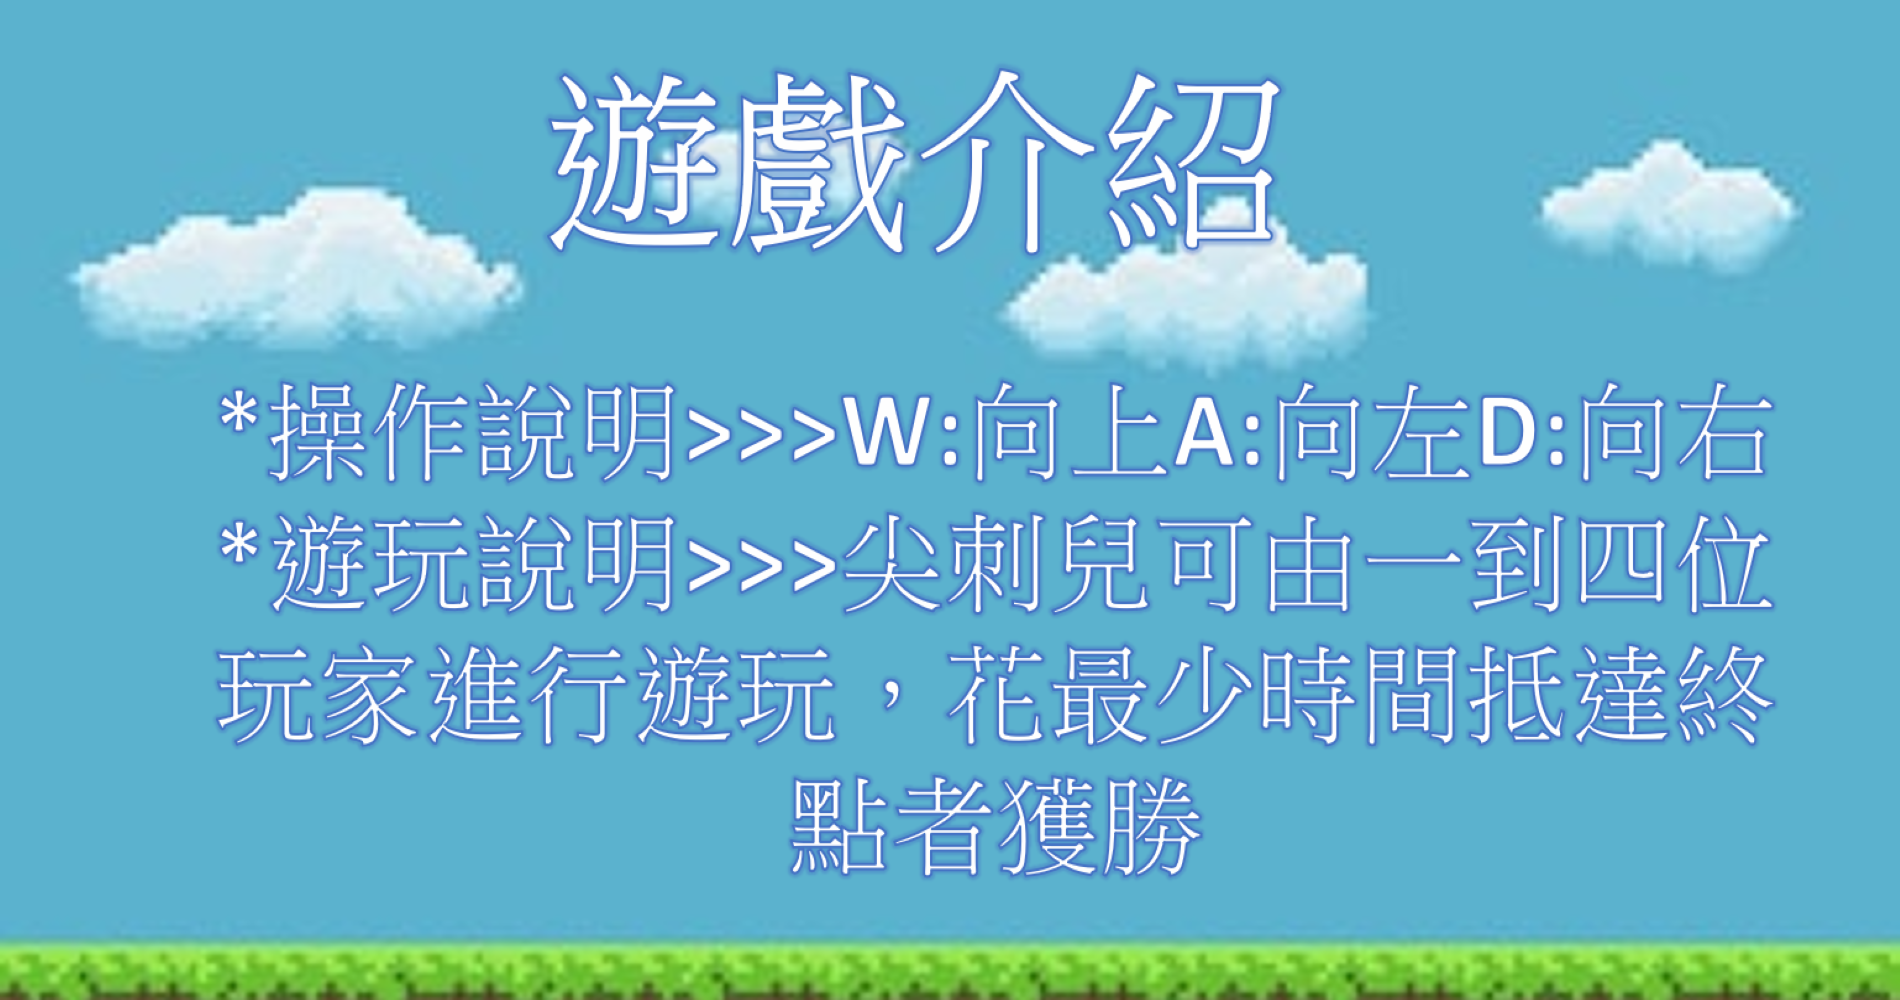 遊戲介紹
*操作說明>>>W:向上A:向左D:向右
*遊玩說明>>>尖刺兒可由一到四位
玩家進行遊玩，花最少時間抵達終
點者獲勝